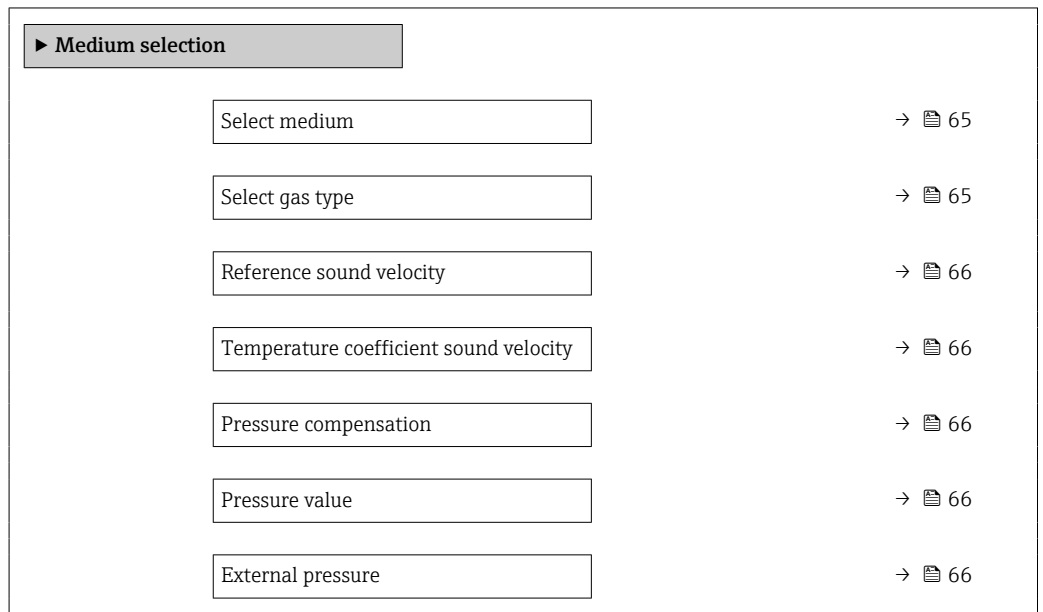 ▶ Medium selection
Select medium → 65
Select gas type → 65
Reference sound velocity → 66
Temperature coefficient sound velocity → 66
Pressure compensation → 66
Pressure value → 66
External pressure → 66